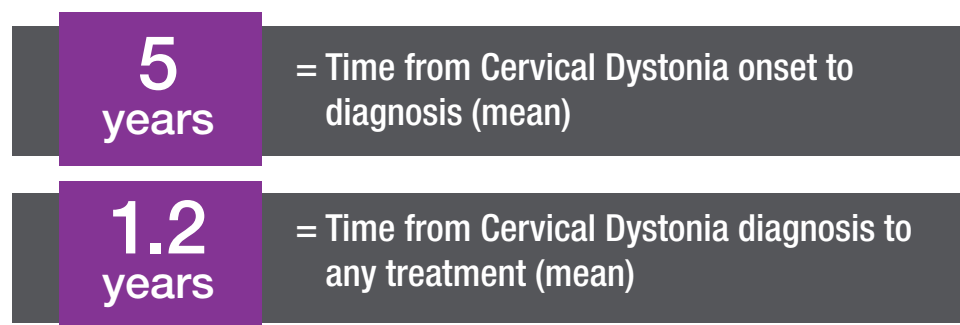 5
years
= Time from Cervical Dystonia onset to
diagnosis (mean)
1.2
years
= Time from Cervical Dystonia diagnosis to
any treatment (mean)